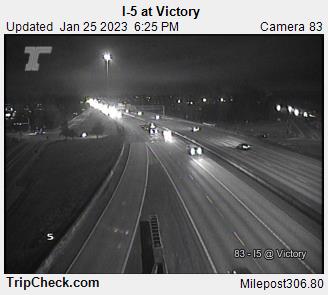 I-5 at Victory
Updated Jan 25 2023 6:25 PM Camera 83
T
S
83 - I5 @ Victory
TripCheck.com Milepost306.80